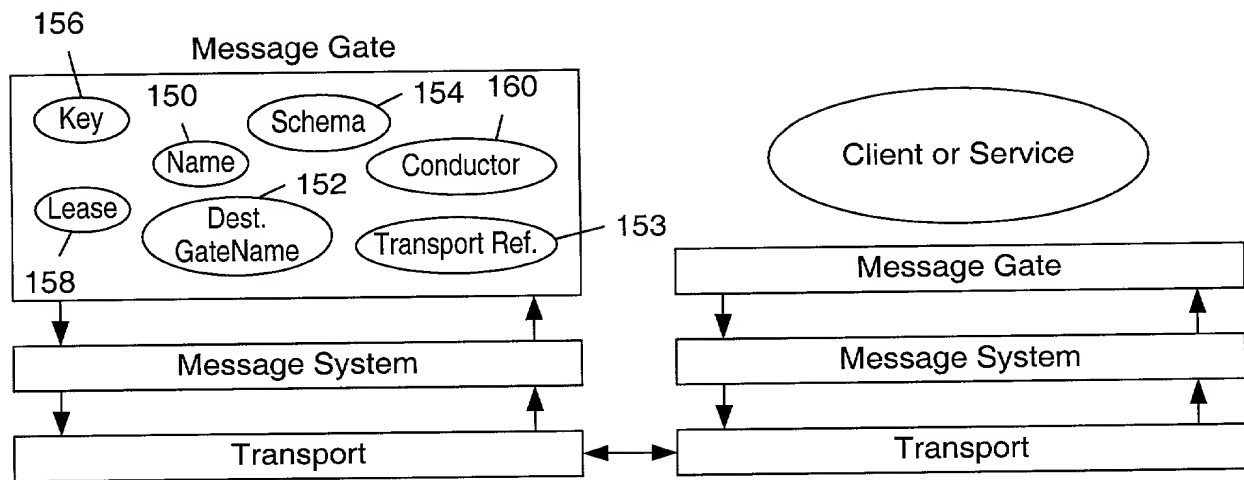 156
Message Gate
Key
150
Name
Schema
154
160
Conductor
Lease
158
152
Dest.
GateName
Transport Ref.
153
Message System
Transport
Client or Service
Message Gate
Message System
Transport